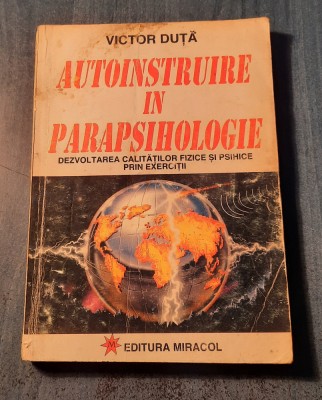 VICTOR DUȚĂ
AUTOINSTRUIRE
IN
PARAPSIHOLOGIE
DEZVOLTAREA CALITĂȚILOR FIZICE ȘI PSIHICE
PRIN EXERCIȚII
M EDITURA MIRACOL